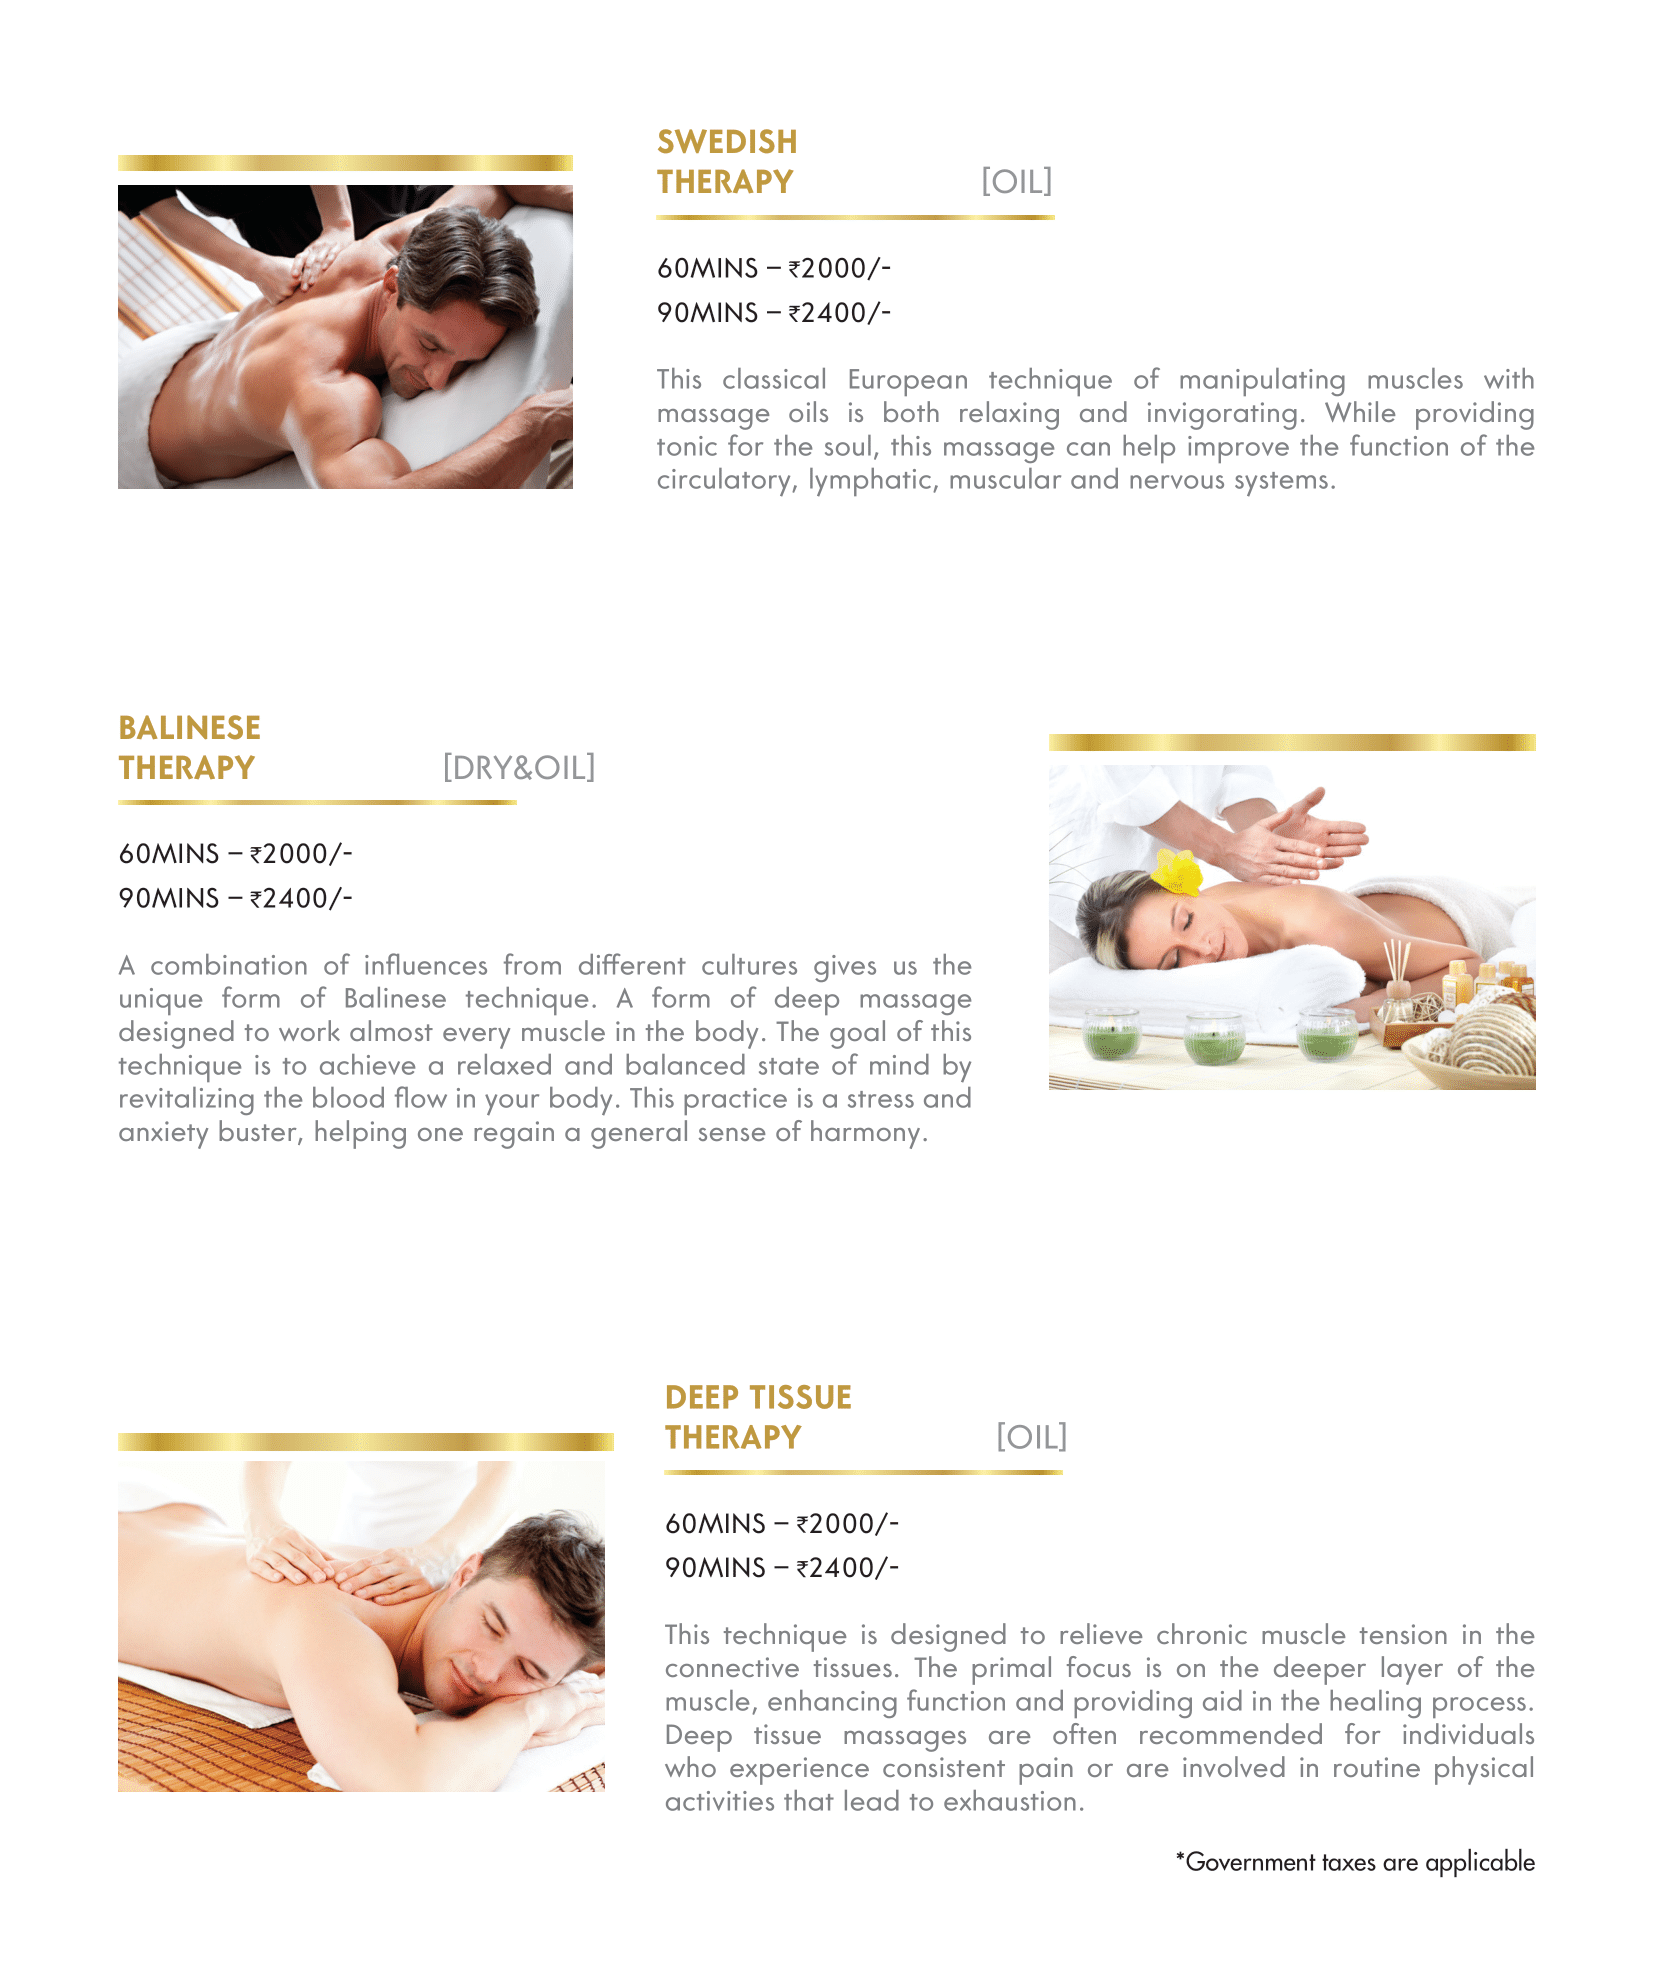 SWEDISH
THERAPY [OIL]
60MINS – ₹2000/-
90MINS – ₹2400/-
This classical European technique of manipulating muscles with
massage oils is both relaxing and invigorating. While providing
tonic for the soul, this massage can help improve the function of the
circulatory, lymphatic, muscular and nervous systems.
BALINESE
THERAPY [DRY&OIL]
60MINS – ₹2000/-
90MINS – ₹2400/-
A combination of influences from different cultures gives us the
unique form of Balinese technique. A form of deep massage
designed to work almost every muscle in the body. The goal of this
technique is to achieve a relaxed and balanced state of mind by
revitalizing the blood flow in your body. This practice is a stress and
anxiety buster, helping one regain a general sense of harmony.
DEEP TISSUE
THERAPY [OIL]
60MINS – ₹2000/-
90MINS – ₹2400/-
This technique is designed to relieve chronic muscle tension in the
connective tissues. The primal focus is on the deeper layer of the
muscle, enhancing function and providing aid in the healing process.
Deep tissue massages are often recommended for individuals
who experience consistent pain or are involved in routine physical
activities that lead to exhaustion.
*Government taxes are applicable